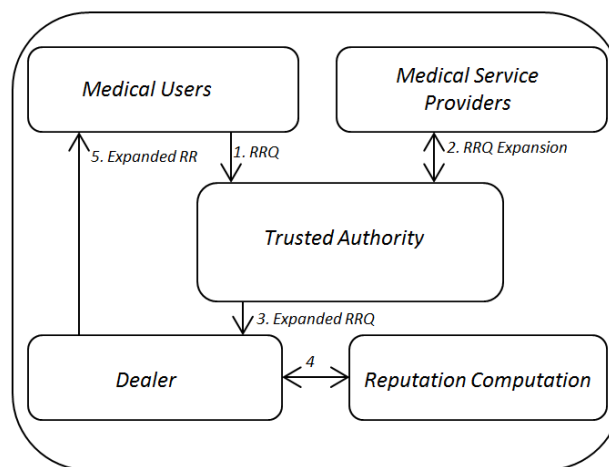 Medical Users
Medical Service
Providers
5. Expanded RR
1. RRQ
2. RRQ Expansion
Trusted Authority
3. Expanded RRQ
Dealer
4
Reputation Computation